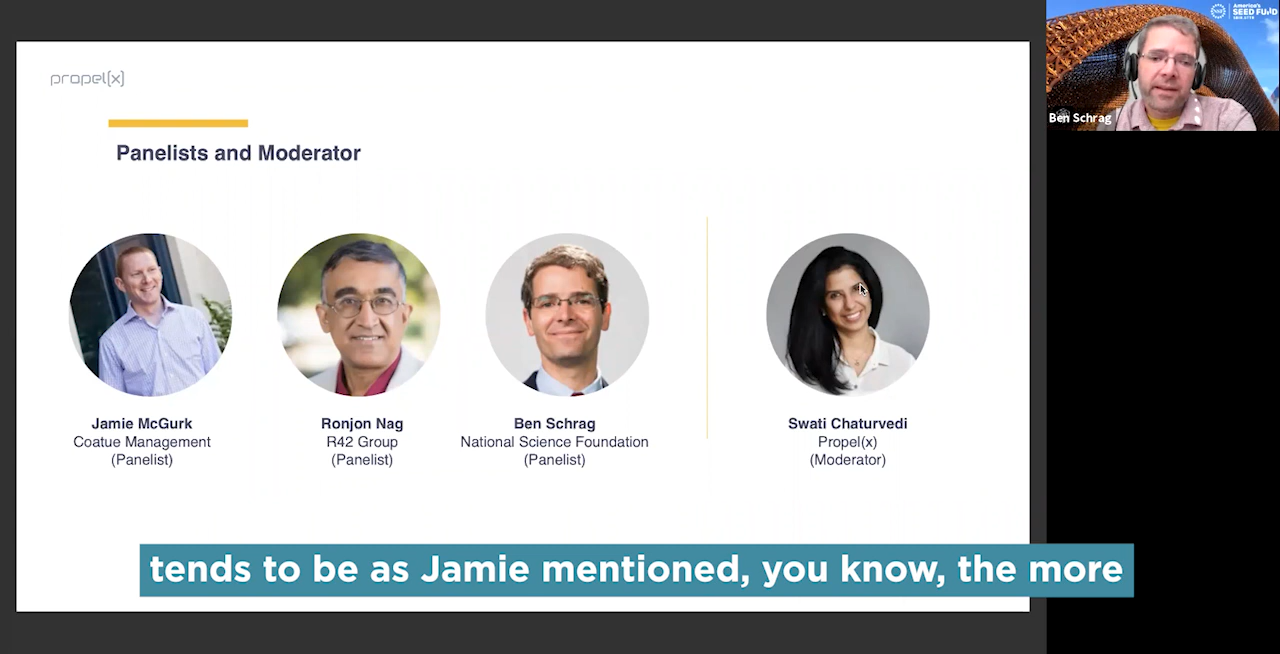 propel(x)
Panelists and Moderator
Jamie McGurk
Coatue Management
(Panelist)
Ronjon Nag
R42 Group
(Panelist)
Ben Schrag
National Science Foundation
(Panelist)
Swati Chaturvedi
Propel(x)
(Moderator)
tends to be as Jamie mentioned, you know, the more
America's
SEED FUND
Ben Schrag